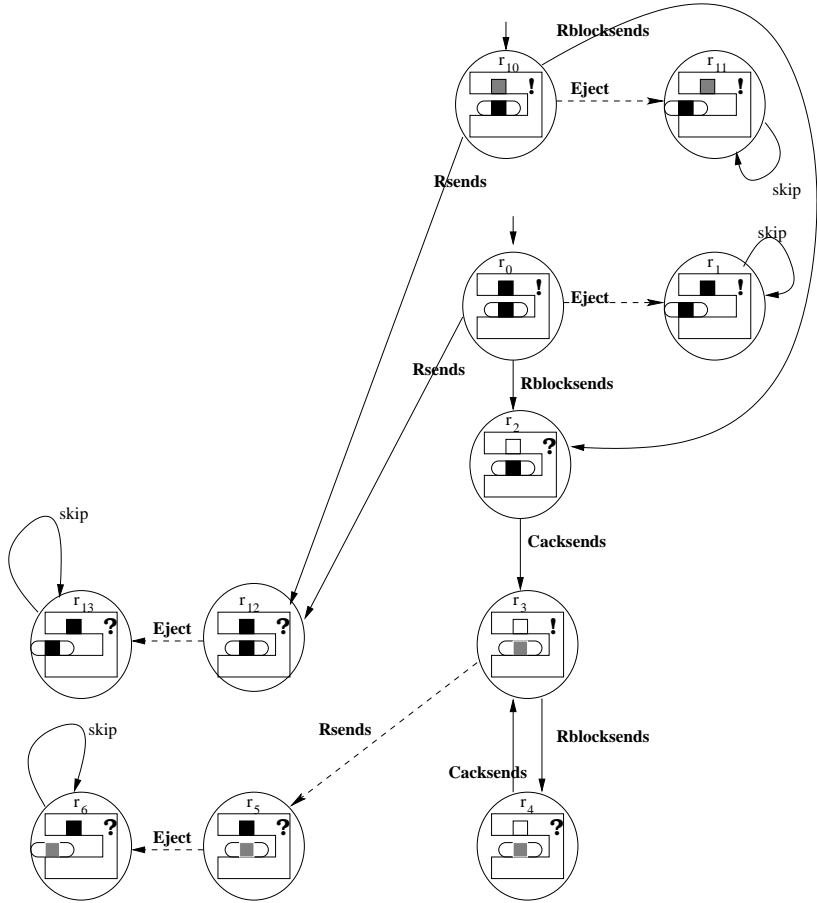 Rblocksends
r10
r11
!
!
Eject
Rsends
skip
skip
r0
r1
!
!
Eject
Rsends
Rblocksends
r2
?
skip
Cacksends
r13
r12
r3
?
?
!
Eject
Rsends
skip
Rblocksends
Cacksends
r6
r5
r4
?
?
?
Eject